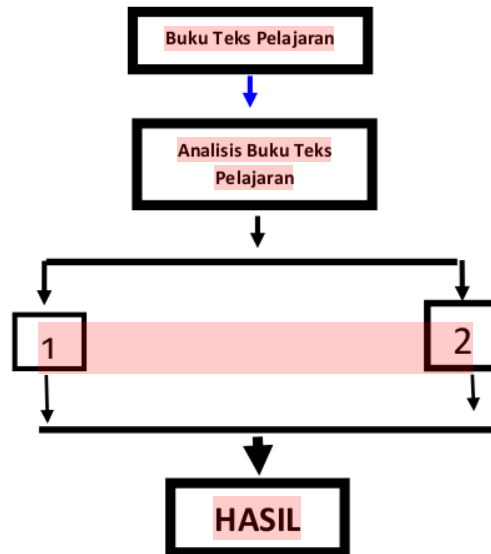 Buku Teks Pelajaran
Analisis Buku Teks
Pelajaran
1 2
HASIL